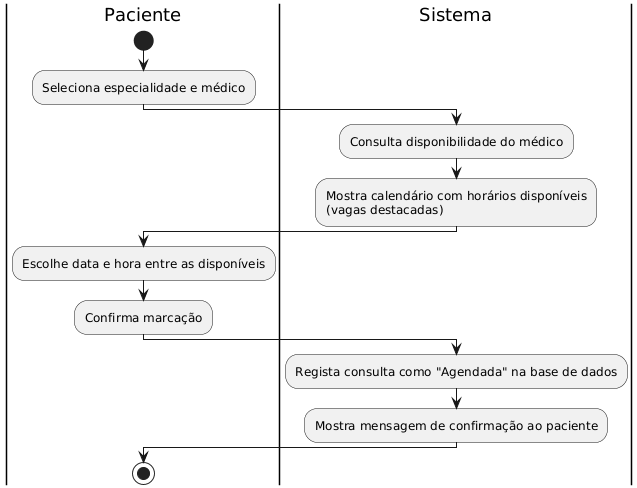 Paciente
Sistema
Seleciona especialidade e médico
Consulta disponibilidade do médico
Mostra calendário com horários disponíveis
(vagas destacadas)
Escolhe data e hora entre as disponíveis
Confirma marcação
Regista consulta como "Agendada" na base de dados
Mostra mensagem de confirmação ao paciente